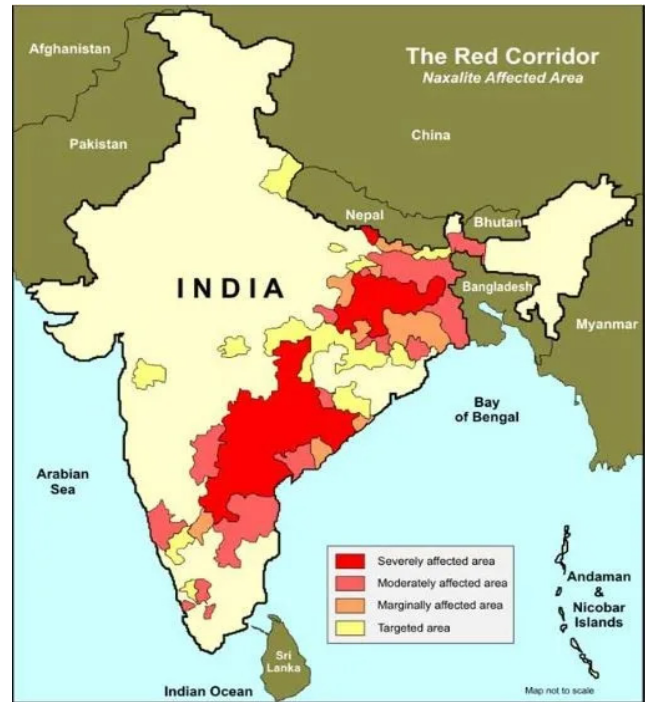 The Red Corridor
Naxalite Affected Area
Afghanistan
China
Pakistan
Nepal
Bhutan
INDIA
Bangladesh
Myanmar
Bay
of Bengal
Arabian
Sea
Severely affected area
Moderately affected area
Marginally affected area
Targeted area
Andaman
&
Nicobar
Islands
Sri
Lanka
Indian Ocean
Map not to scale